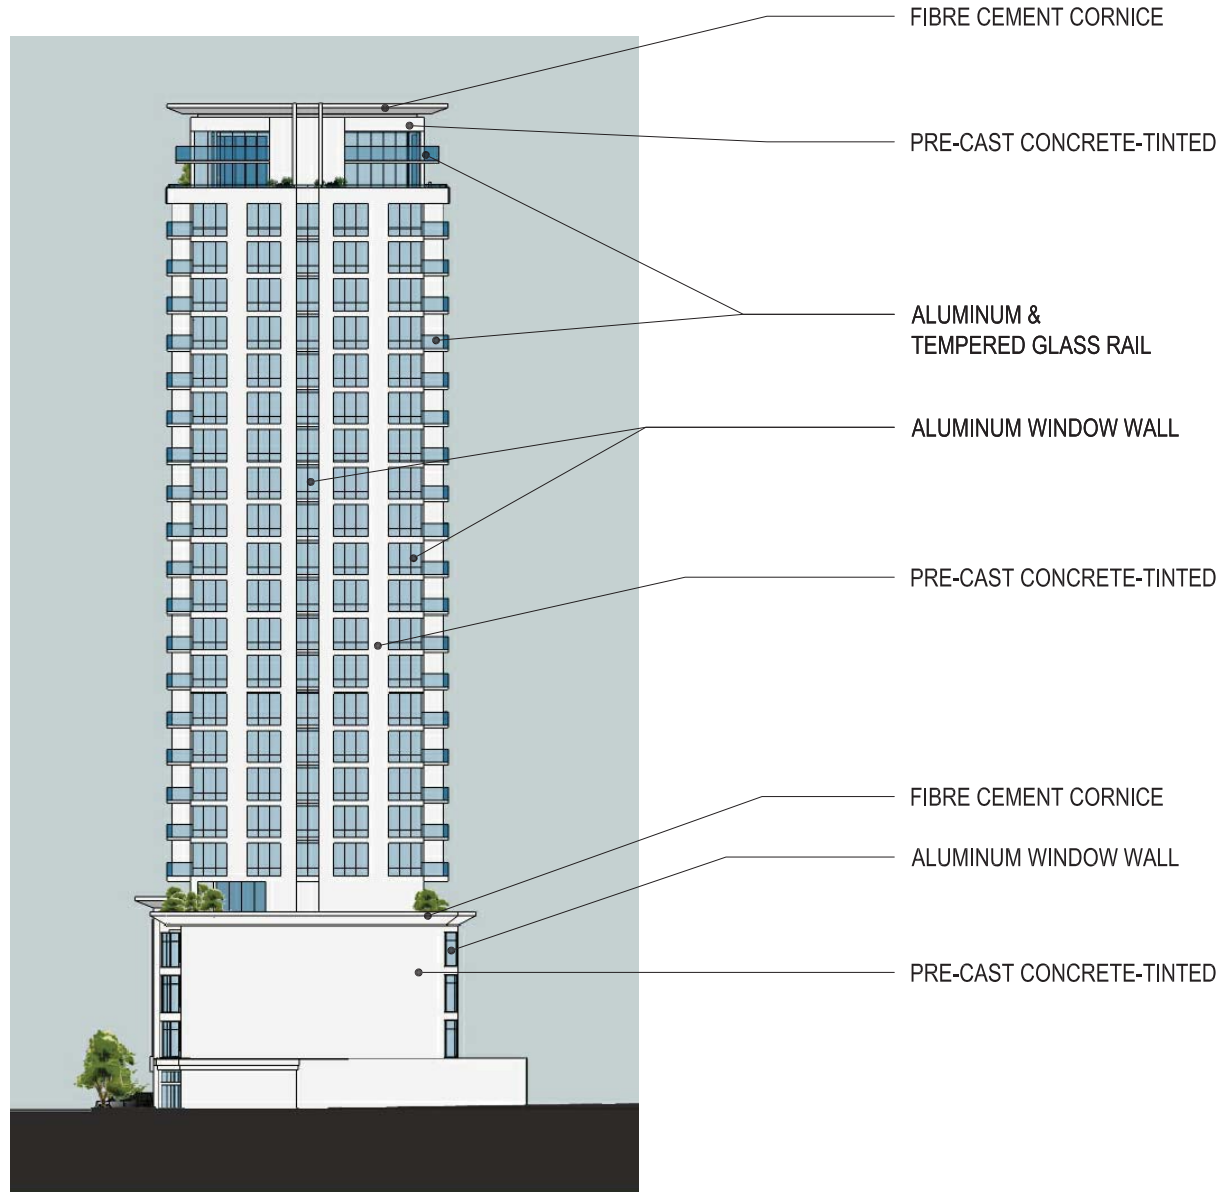 FIBRE CEMENT CORNICE
PRE-CAST CONCRETE-TINTED
ALUMINUM &
TEMPERED GLASS RAIL
ALUMINUM WINDOW WALL
PRE-CAST CONCRETE-TINTED
FIBRE CEMENT CORNICE
ALUMINUM WINDOW WALL
PRE-CAST CONCRETE-TINTED